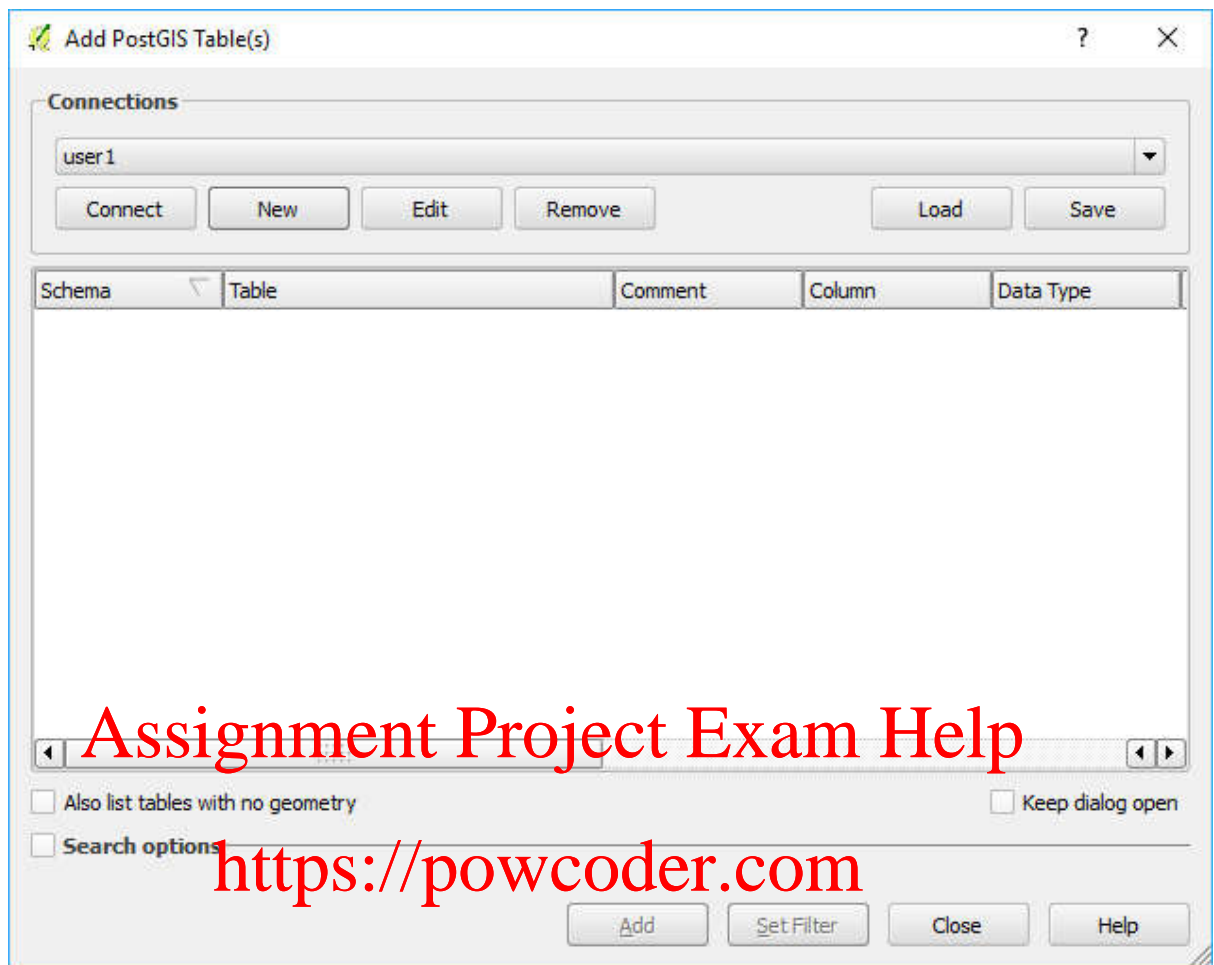 Add PostGIS Table(s) ?
Connections
user1
Connect New Edit Remove Load Save
Schema Table Comment Column Data Type
Assignment Project Exam Help
Also list tables with no geometry Keep dialog open
Search options
https://powcoder.com
Add Set Filter Close Help